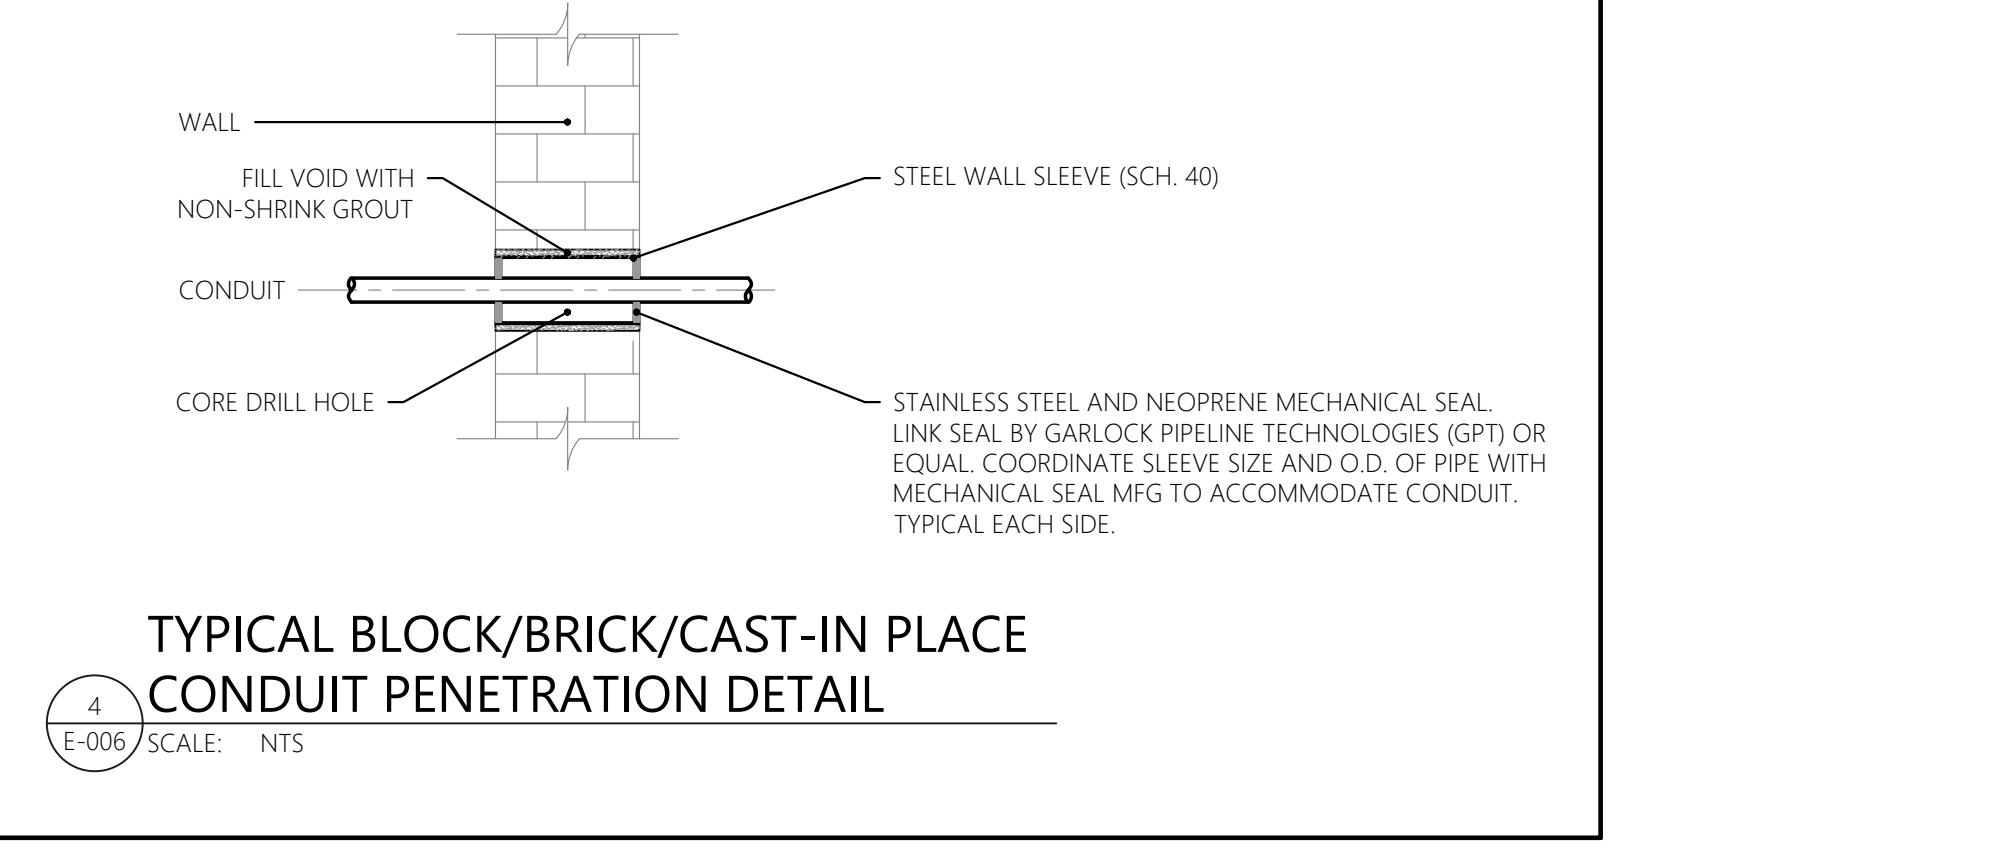 WALL
FILL VOID WITH
NON-SHRINK GROUT
CONDUIT
CORE DRILL HOLE
STEEL WALL SLEEVE (SCH. 40)
STAINLESS STEEL AND NEOPRENE MECHANICAL SEAL.
LINK SEAL BY GARLOCK PIPELINE TECHNOLOGIES (GPT) OR
EQUAL. COORDINATE SLEEVE SIZE AND O.D. OF PIPE WITH
MECHANICAL SEAL MFG TO ACCOMMODATE CONDUIT.
TYPICAL EACH SIDE.
TYPICAL BLOCK/BRICK/CAST-IN PLACE
CONDUIT PENETRATION DETAIL
4
E-006
SCALE: NTS